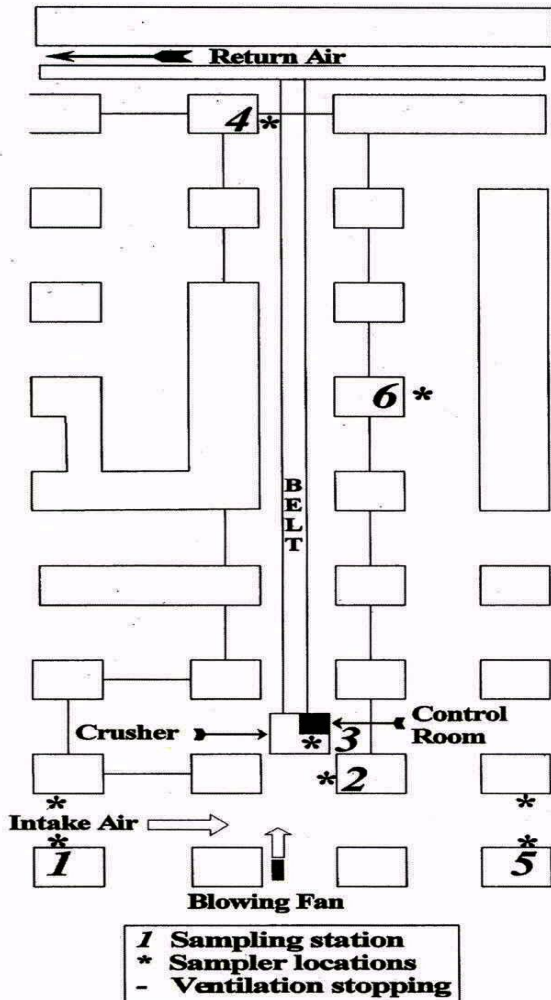 Return Air
4
*
6 *
BELT
Crusher
Control
Room
* 3
* 2
* *
Intake Air
* *
1
5
Blowing Fan
1 Sampling station
* Sampler locations
- Ventilation stopping